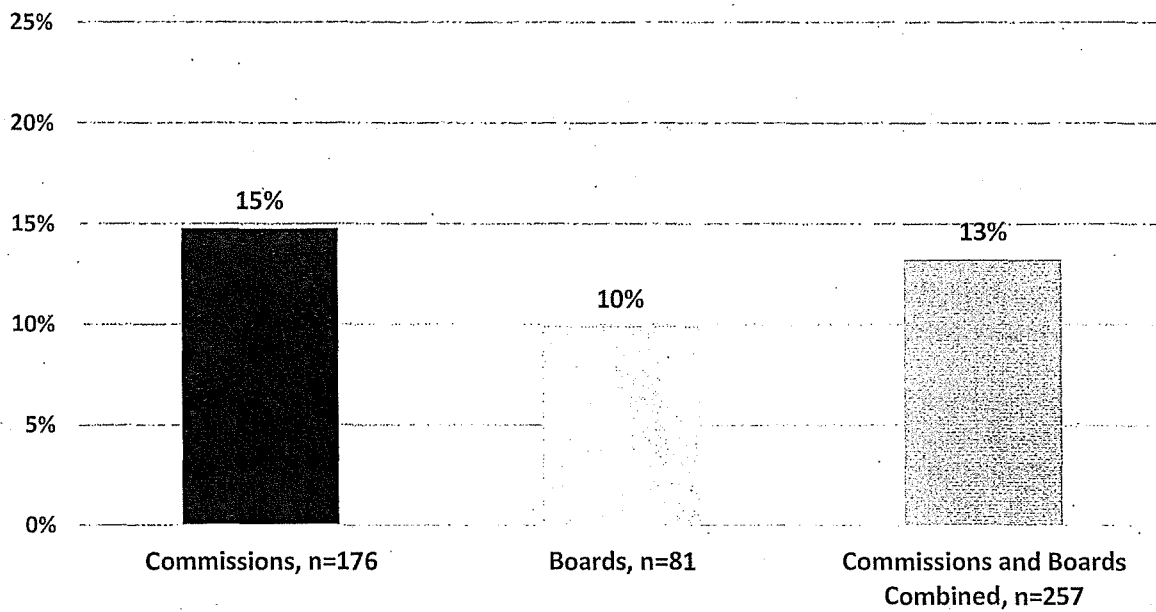 25%
20%
15%
15%
13%
10%
10%
5%
0%
Commissions, n=176
Boards, n=81
Commissions and Boards
Combined, n=257